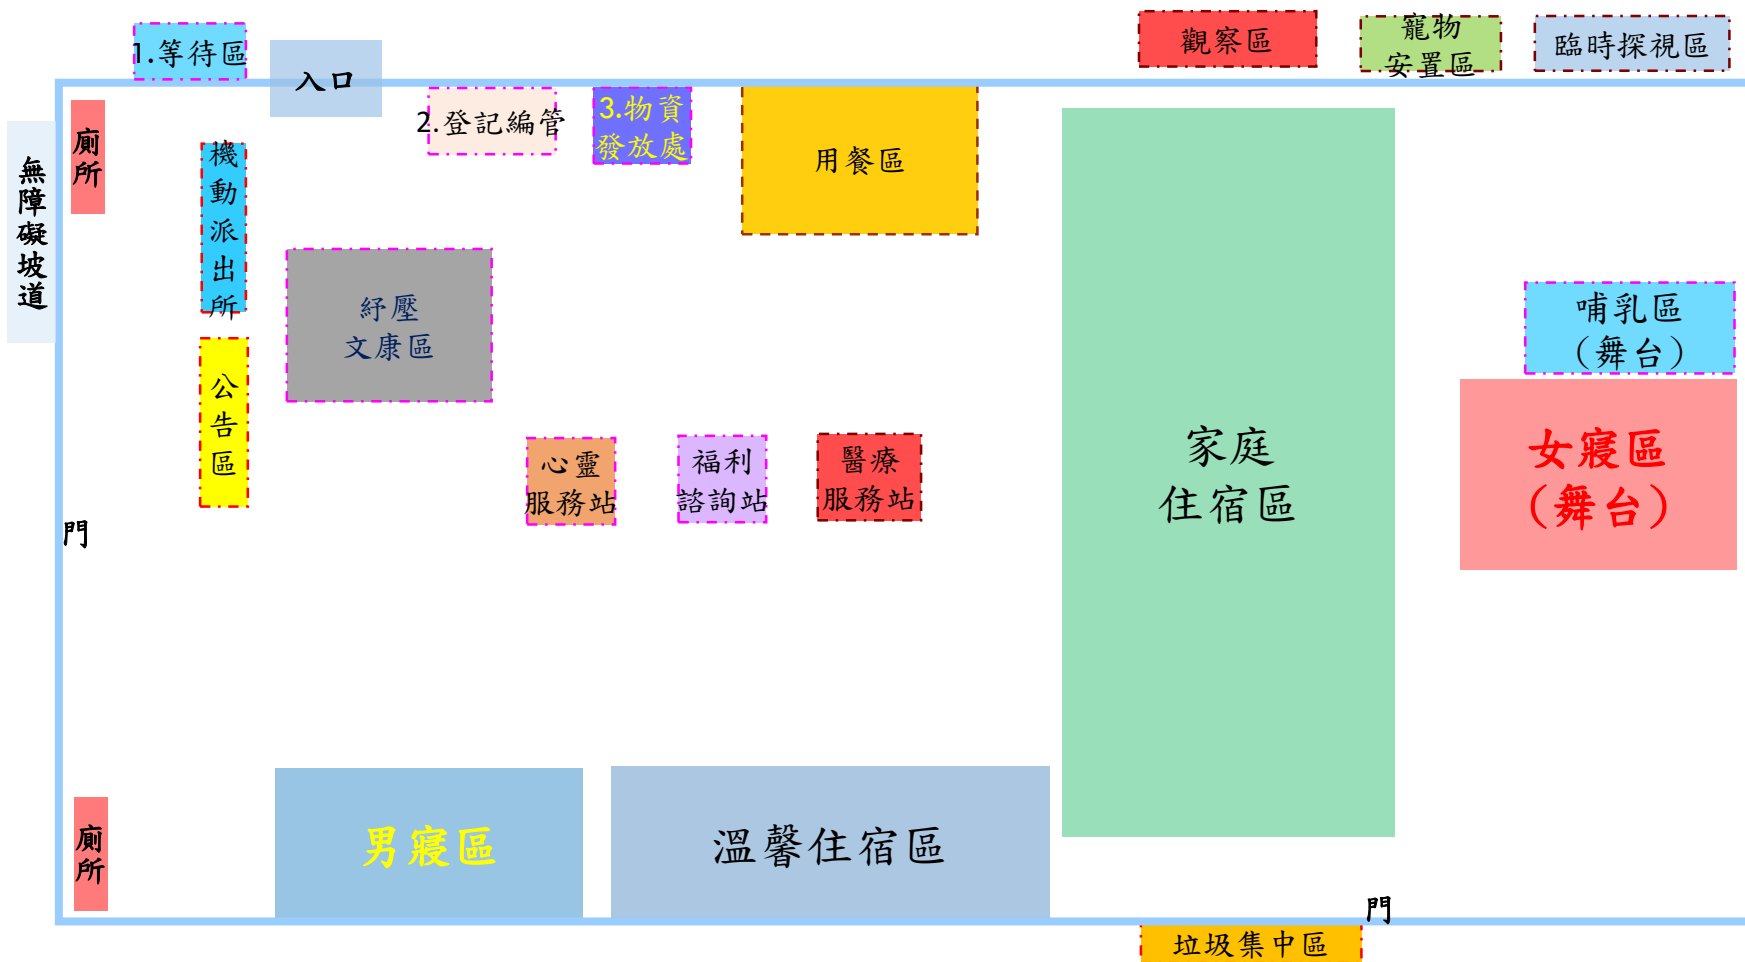 1.等待區
入口
觀察區
寵物
安置區
臨時探視區
廁所
無障礙坡道
機動派出所
2.登記編管
3.物資
發放處
用餐區
紓壓
文康區
公告區
門
心靈
服務站
福利
諮詢站
醫療
服務站
家庭
住宿區
哺乳區
（舞台）
女寢區
（舞台）
廁所
男寢區
溫馨住宿區
門
垃圾集中區